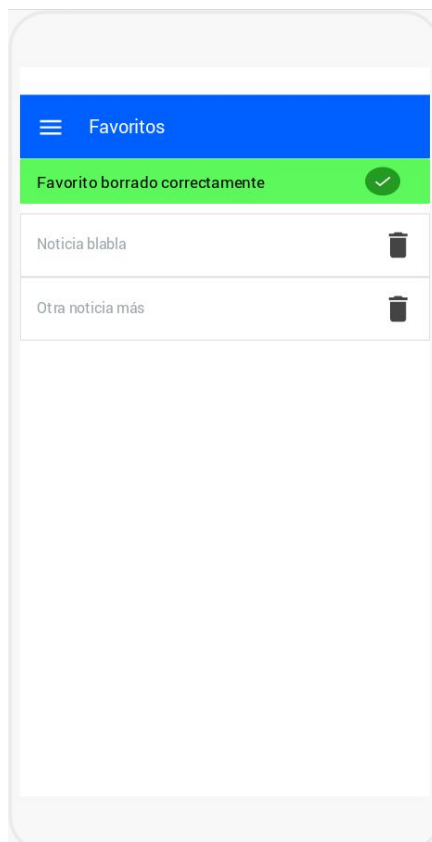 Favoritos
Favorito borrado correctamente
Noticia blabla
Otra noticia más